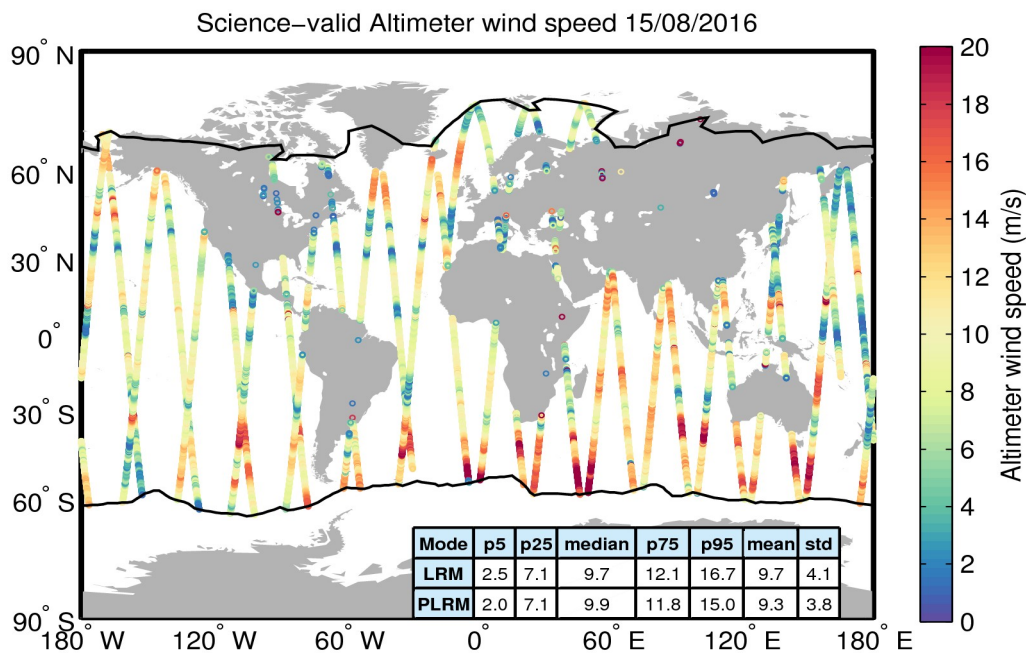 Science−valid Altimeter wind speed 15/08/2016
90° N
60° N
30° N
0°
30° S
60° S
90° S
180° W
120° W
60° W
0°
60° E
120° E
180° E
Mode p5 p25 median p75 p95 mean std
LRM 2.5 7.1 9.7 12.1 16.7 9.7 4.1
PLRM 2.0 7.1 9.9 11.8 15.0 9.3 3.8
20
18
16
14
12
10
8
6
4
2
0
Altimeter wind speed (m/s)